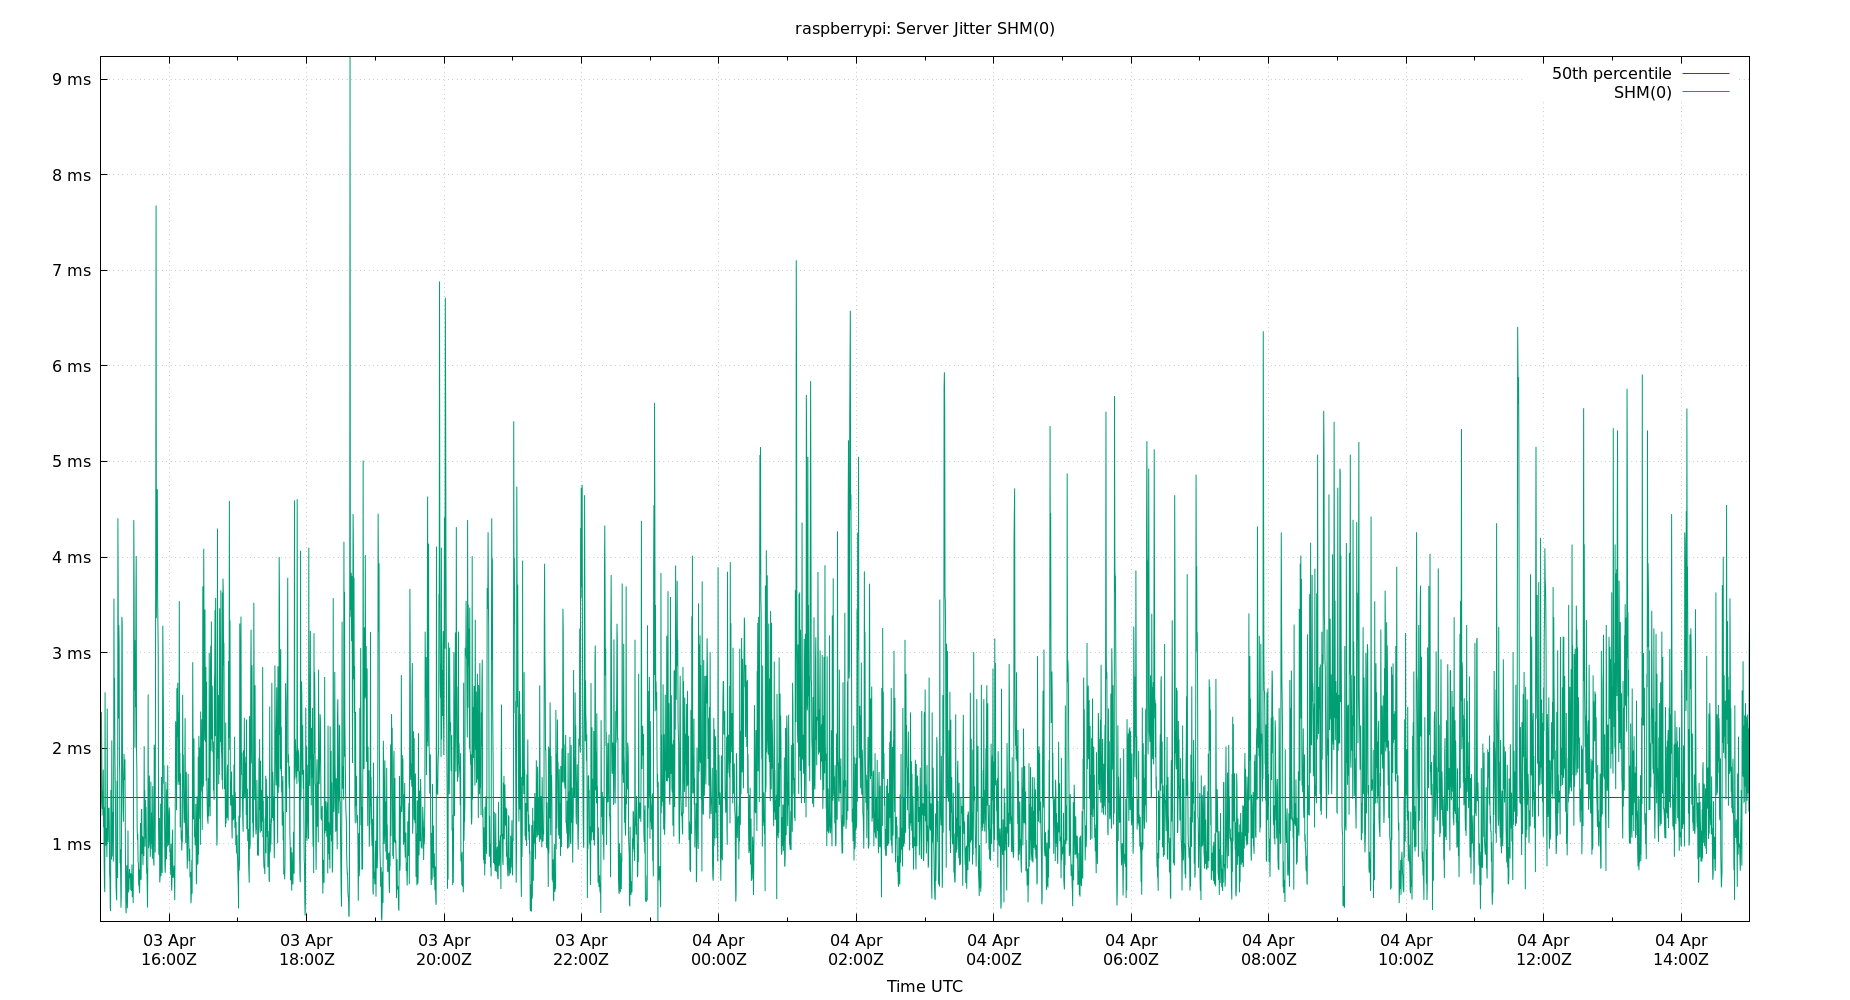 raspberrypi: Server Jitter SHM(0)
50th percentile
SHM(0)
9 ms
8 ms
7 ms
6 ms
5 ms
4 ms
3 ms
2 ms
1 ms
03 Apr 03 Apr 03 Apr 03 Apr 04 Apr 04 Apr 04 Apr 04 Apr 04 Apr 04 Apr 04 Apr 04 Apr
16:00Z 18:00Z 20:00Z 22:00Z 00:00Z 02:00Z 04:00Z 06:00Z 08:00Z 10:00Z 12:00Z 14:00Z
Time UTC